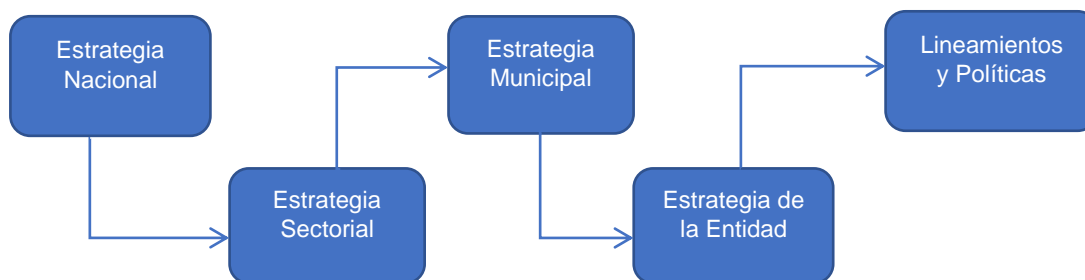 Estrategia
Nacional
Estrategia
Sectorial
Estrategia
Municipal
Estrategia de
la Entidad
Lineamientos
y Políticas